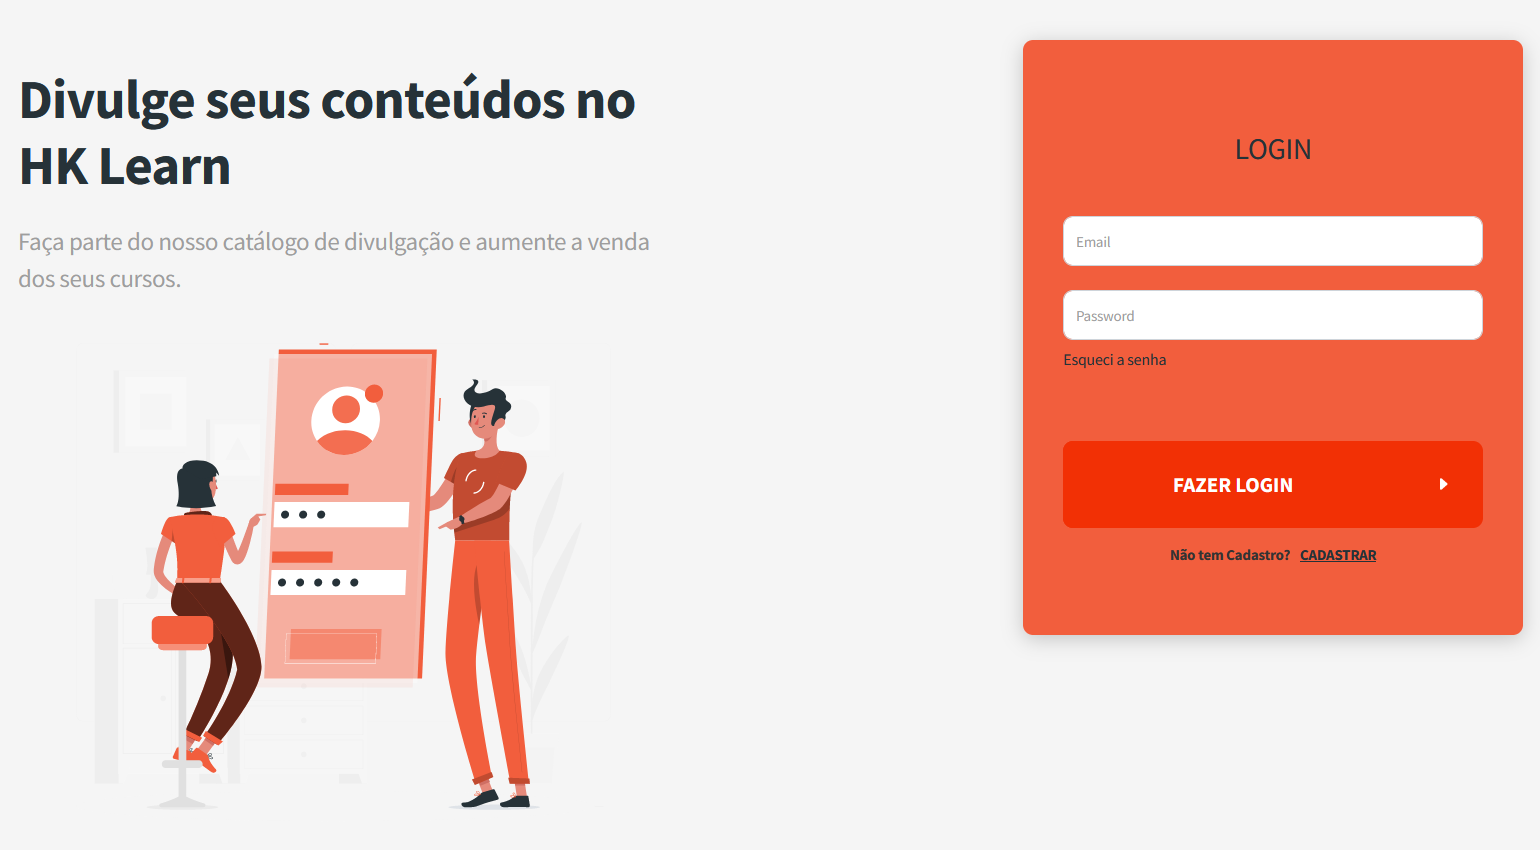 Divulge seus conteúdos no
HK Learn
Faça parte do nosso catálogo de divulgação e aumente a venda
dos seus cursos.
LOGIN
Email
Password
Esqueci a senha
FAZER LOGIN
Não tem Cadastro? CADASTRAR